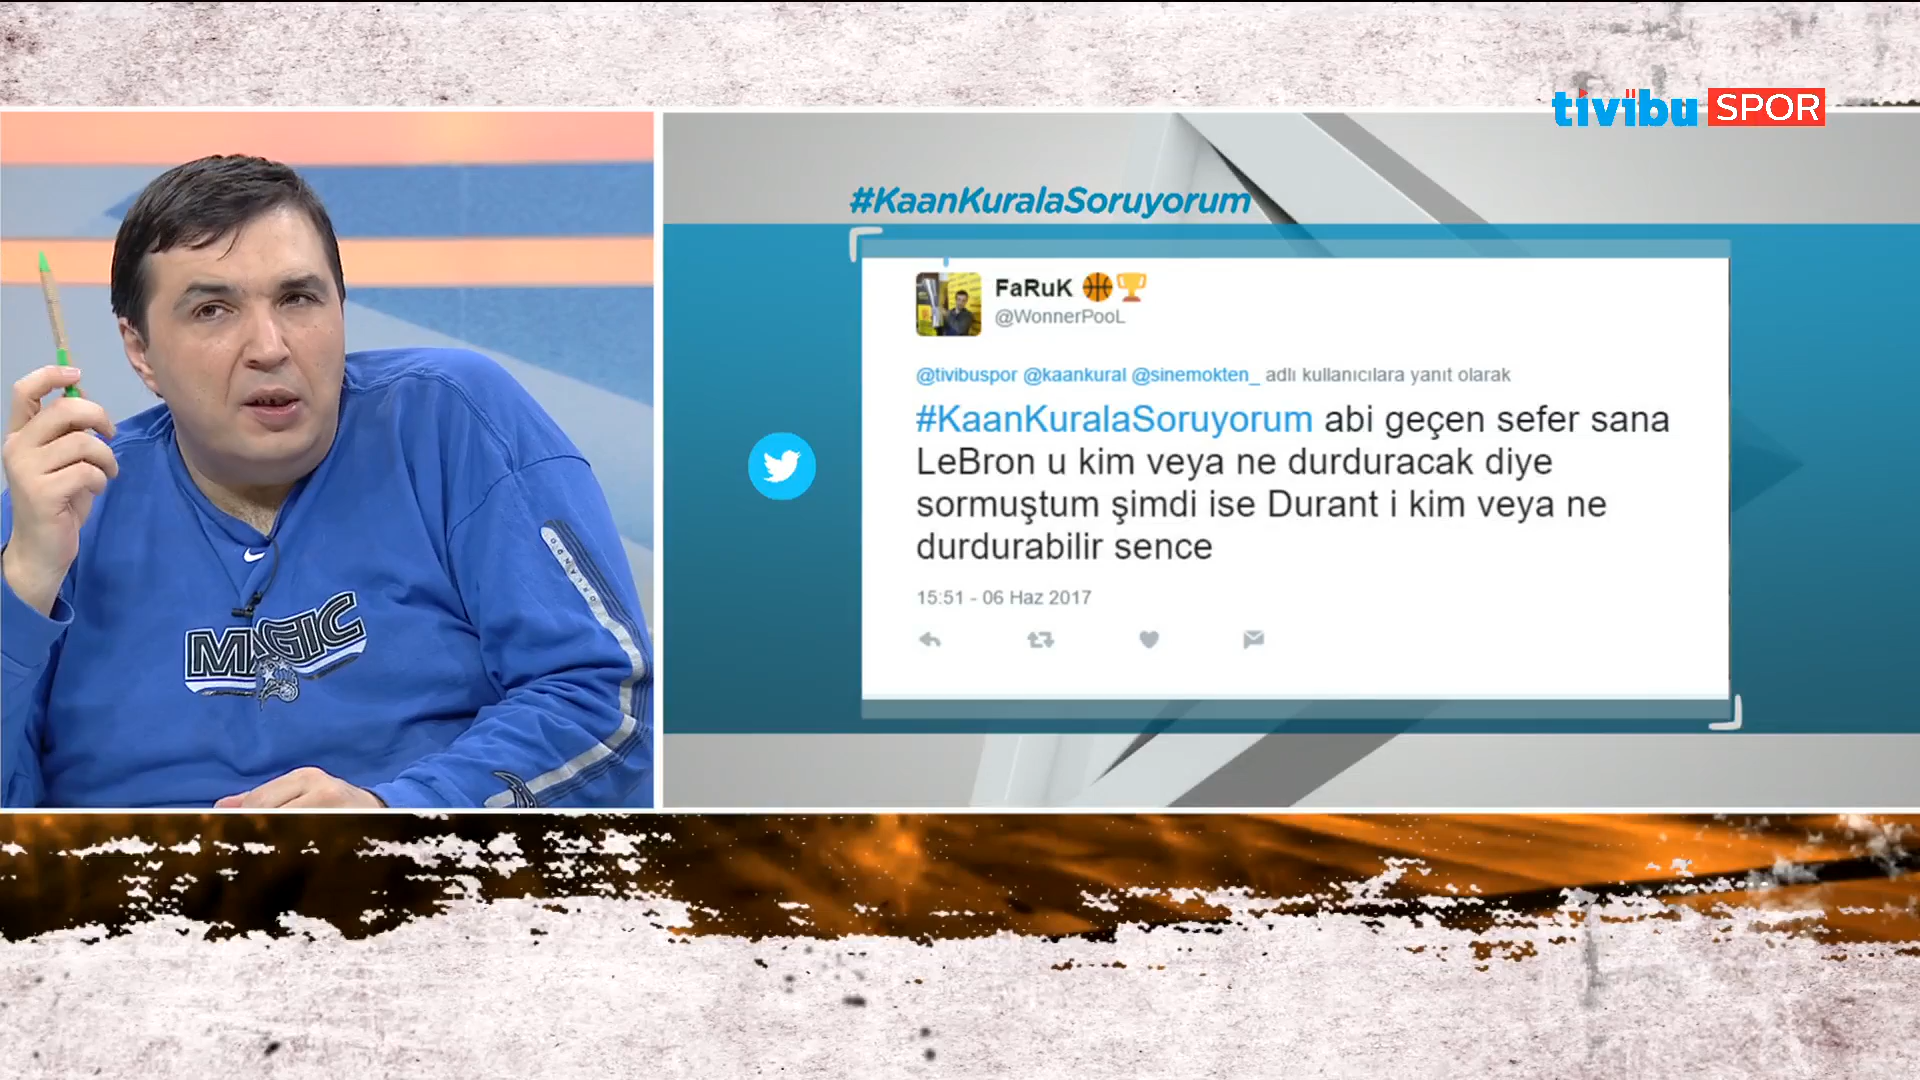 tivibu SPOR
#KaanKuralaSoruyorum
FaRuK
@WonnerPooL
@tivibuspor @kaankural @sinemokten_ adlı kullanıcılara yanıt olarak
#KaanKuralaSoruyorum abi geçen sefer sana
LeBron u kim veya ne durduracak diye
sormuştum şimdi ise Durant i kim veya ne
durdurabilir sence
15:51 - 06 Haz 2017
MAGIC
ORLANDO